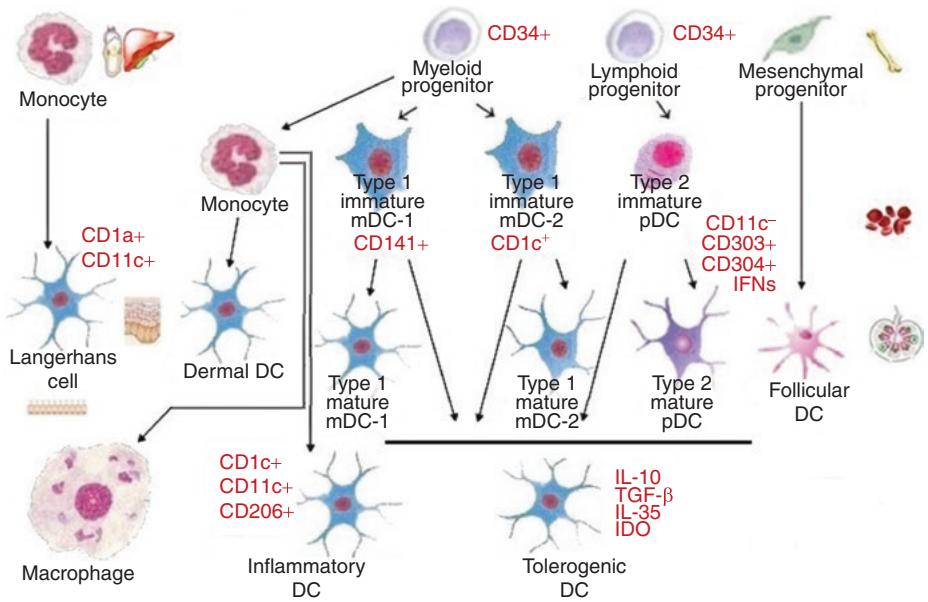 CD34+
CD34+
Monocyte
Myeloid
progenitor
Lymphoid
progenitor
Mesenchymal
progenitor
Monocyte
Type 1
immature
mDC-1
CD141+
Type 1
immature
mDC-2
CD1c⁺
Type 2
immature
pDC
CD11c⁻
CD303+
CD304+
IFNs
CD1a+
CD11c+
Langerhans
cell
Dermal DC
Type 1
mature
mDC-1
Type 1
mature
mDC-2
Type 2
mature
pDC
Follicular
DC
CD1c+
CD11c+
CD206+
IL-10
TGF-β
IL-35
IDO
Macrophage
Inflammatory
DC
Tolerogenic
DC